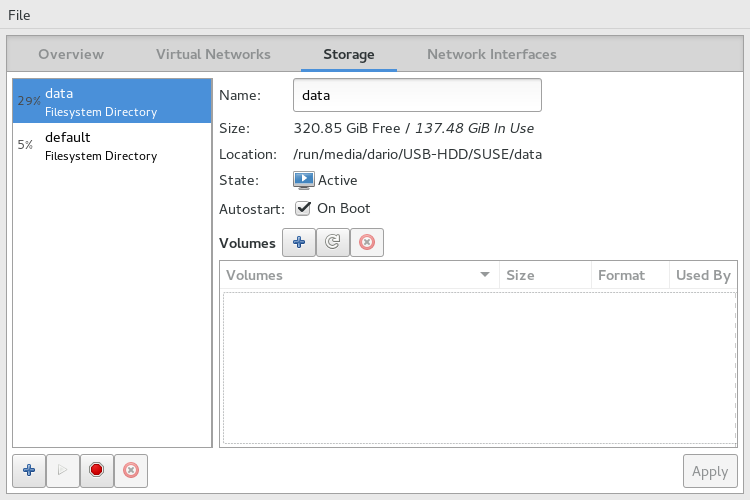 File
Overview Virtual Networks Storage Network Interfaces
29% data
Filesystem Directory
5% default
Filesystem Directory
Name: data
Size: 320.85 GiB Free / 137.48 GiB In Use
Location: /run/media/dario/USB-HDD/SUSE/data
State: Active
Autostart: On Boot
Volumes
Volumes Size Format Used By
Apply